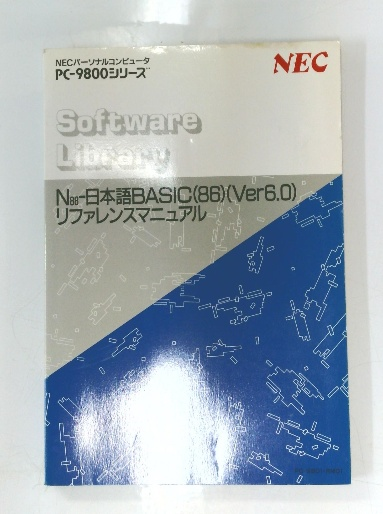 NECパーソナルコンピュータ
PC-9800シリーズ
NEC
Software
Library
N88-日本語BASIC(86)(Ver6.0)
リファレンスマニュアル